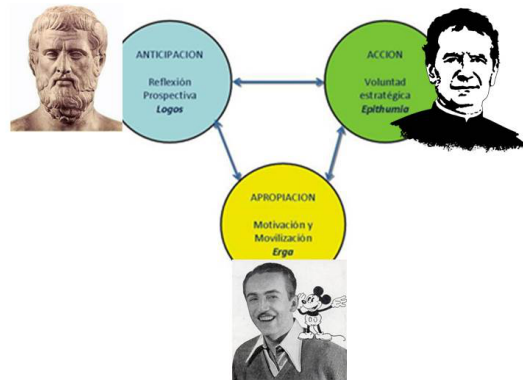 ANTICIPACION
Reflexión
Prospectiva
Logos
ACCION
Voluntad
estratégica
Epithumia
APROPIACION
Motivación y
Movilización
Erga